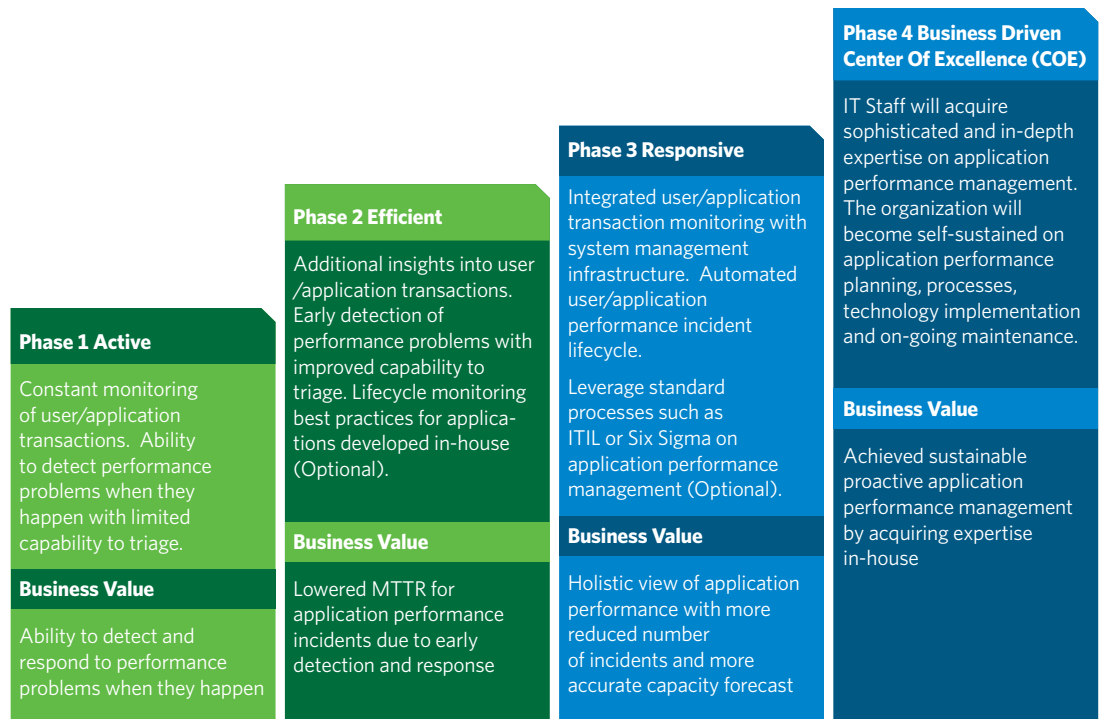 Phase 1 Active
Constant monitoring
of user/application
transactions.  Ability
to detect performance
problems when they
happen with limited
capability to triage.
Business Value
Ability to detect and
respond to performance
problems when they happen
Phase 2 Efficient
Additional insights into user
/application transactions.
Early detection of
performance problems with
improved capability to
triage. Lifecycle monitoring
best practices for applica-
tions developed in-house
(Optional).
Business Value
Lowered MTTR for
application performance
incidents due to early
detection and response
Phase 3 Responsive
Integrated user/application
transaction monitoring with
system management
infrastructure.  Automated
user/application
performance incident
lifecycle.
Leverage standard
processes such as
ITIL or Six Sigma on
application performance
management (Optional).
Business Value
Holistic view of application
performance with more
reduced number
of incidents and more
accurate capacity forecast
Phase 4 Business Driven
Center Of Excellence (COE)
IT Staff will acquire
sophisticated and in-depth
expertise on application
performance management.
The organization will
become self-sustained on
application performance
planning, processes,
technology implementation
and on-going maintenance.
Business Value
Achieved sustainable
proactive application
performance management
by acquiring expertise
in-house